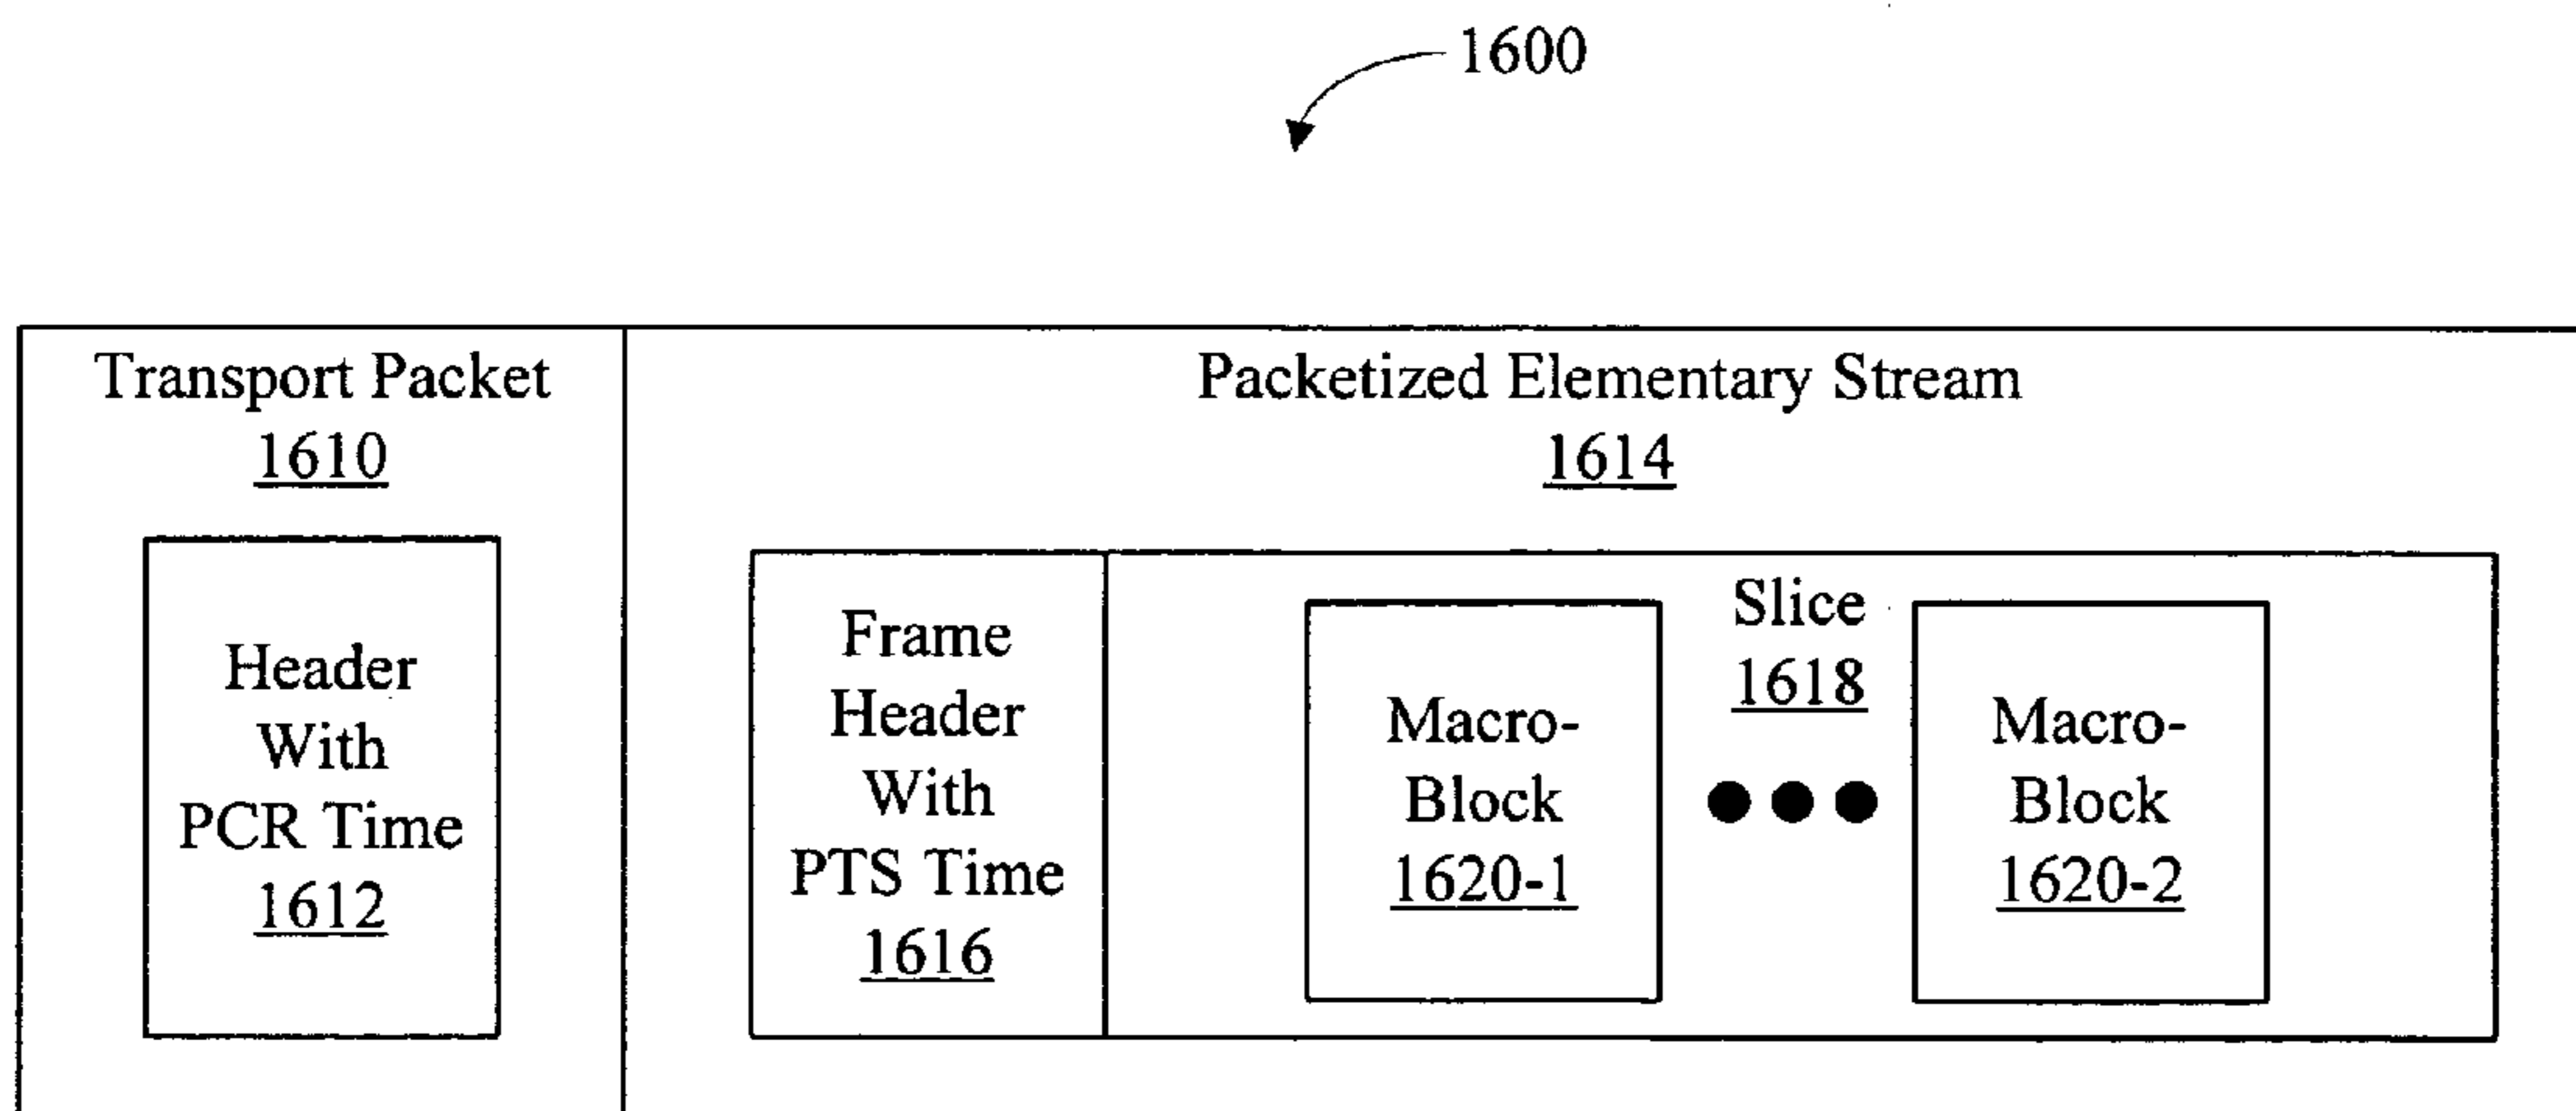 1600
Transport Packet
1610
Header
With
PCR Time
1612
Packetized Elementary Stream
1614
Frame
Header
With
PTS Time
1616
Slice
1618
Macro-
Block
1620-1
Macro-
Block
1620-2